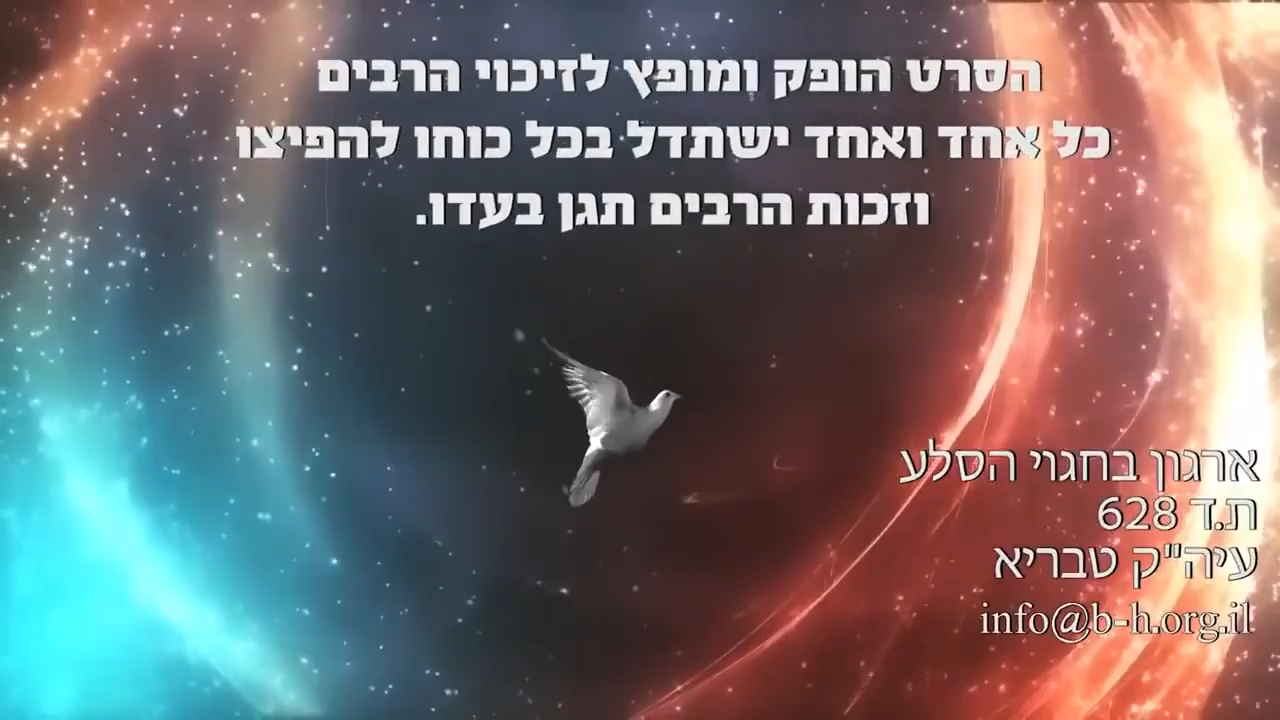 הסרט הופק ומופץ לזיכוי הרבים
כל אחד ואחד ישתדל בכל כוחו להפיצו
וזכות הרבים תגן בעדו.
ארגון בחגוי הסלע
ת.ד 628
עיה"ק טבריא
info@b-h.org.il